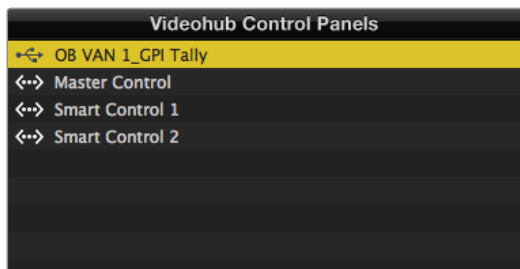 Videohub Control Panels
OB VAN 1_GPI Tally
Master Control
Smart Control 1
Smart Control 2